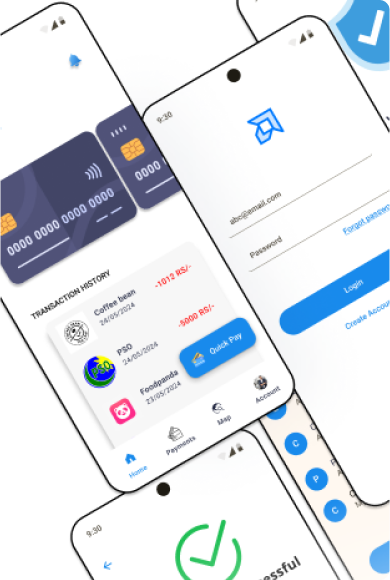 9:30
abc@email.com
Password
Forgot passw
Login
Create Accou
0000 0000 0000 0000
0000
TRANSACTION HISTORY
Coffee bean
24/05/2024
-1012 RS/-
PSO
24/05/2024
-5000 RS/-
Foodpanda
23/05/2024
Quick Pay
Home
Payments
Map
Account
C
P
C
9:30
essful